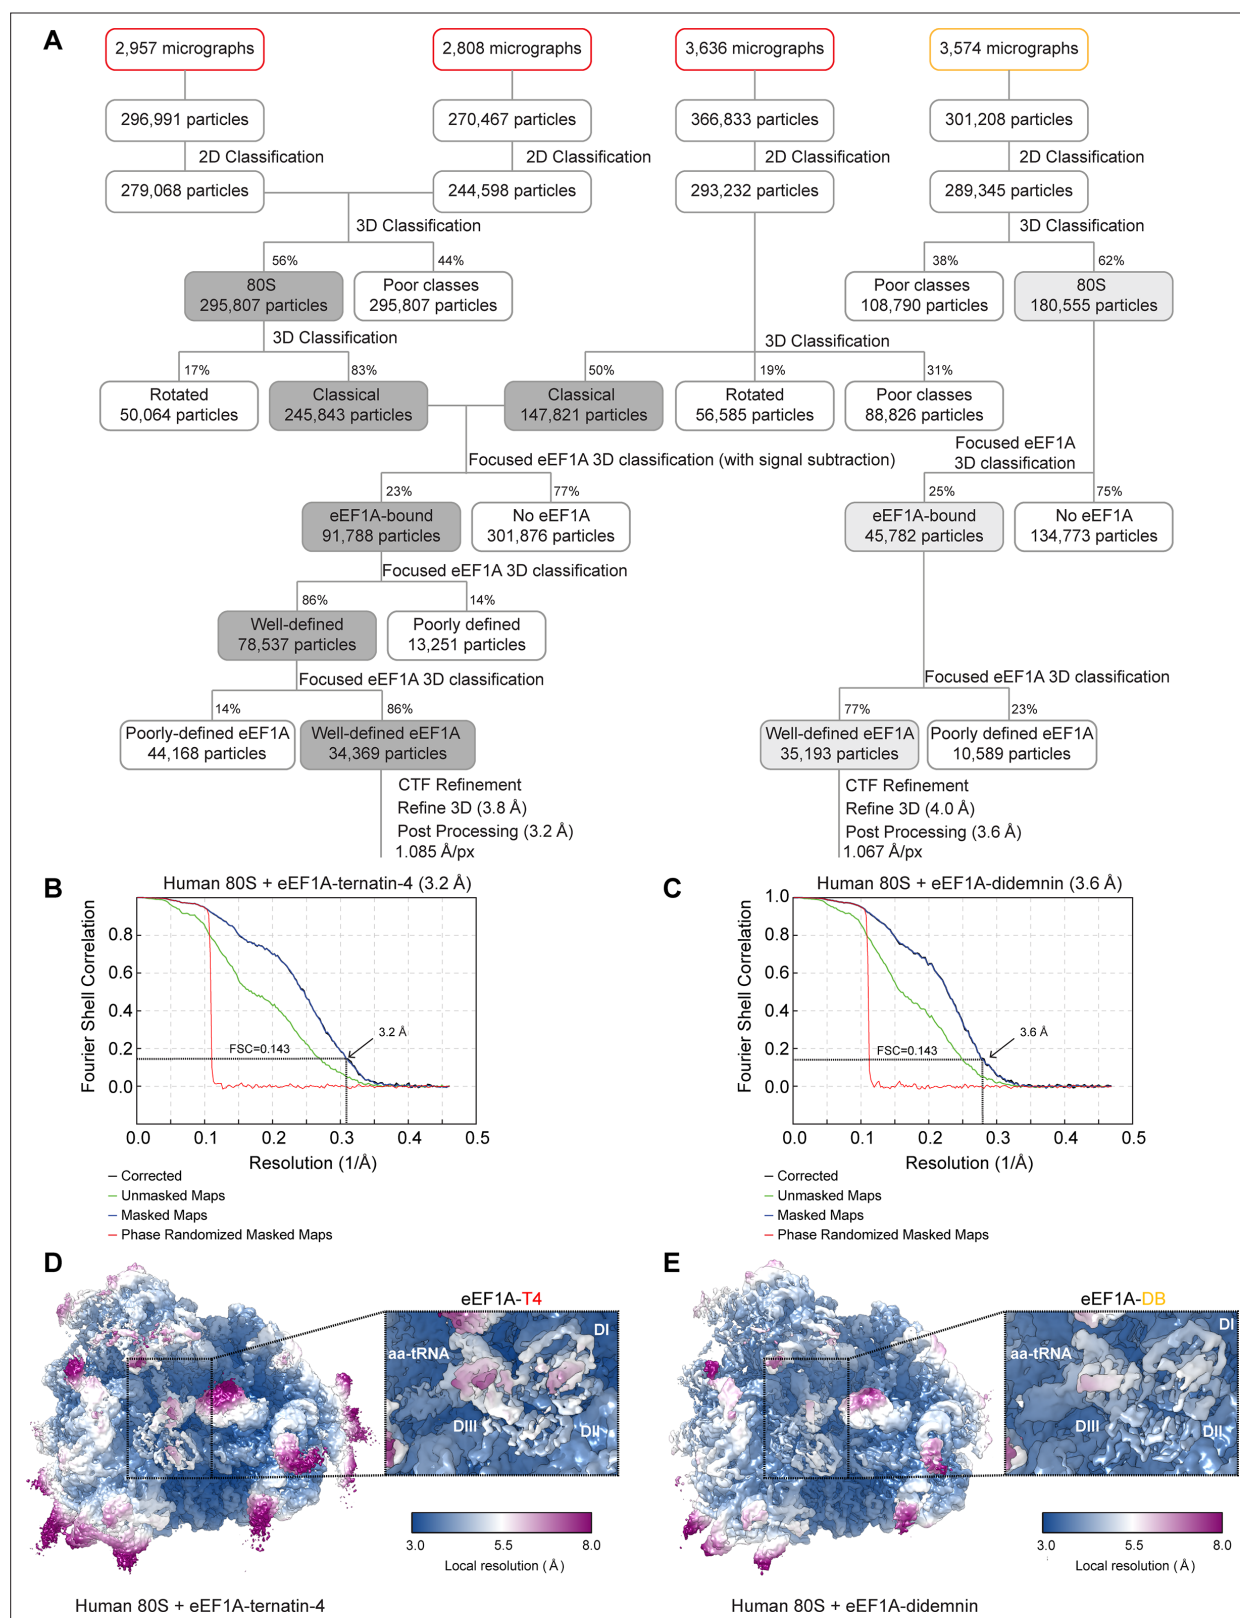 A
2,957 micrographs
2,808 micrographs
3,636 micrographs
3,574 micrographs
296,991 particles
270,467 particles
366,833 particles
301,208 particles
2D Classification
2D Classification
2D Classification
2D Classification
279,068 particles
244,598 particles
293,232 particles
289,345 particles
3D Classification
3D Classification
56%
44%
38%
62%
80S
295,807 particles
Poor classes
295,807 particles
Poor classes
108,790 particles
80S
180,555 particles
3D Classification
3D Classification
17%
83%
50%
19%
31%
Rotated
50,064 particles
Classical
245,843 particles
Classical
147,821 particles
Rotated
56,585 particles
Poor classes
88,826 particles
Focused eEF1A 3D classification (with signal subtraction)
Focused eEF1A
3D classification
23%
77%
25%
75%
eEF1A-bound
91,788 particles
No eEF1A
301,876 particles
eEF1A-bound
45,782 particles
No eEF1A
134,773 particles
Focused eEF1A 3D classification
86%
14%
Well-defined
78,537 particles
Poorly defined
13,251 particles
Focused eEF1A 3D classification
Focused eEF1A 3D classification
14%
86%
77%
23%
Poorly-defined eEF1A
44,168 particles
Well-defined eEF1A
34,369 particles
Well-defined eEF1A
35,193 particles
Poorly defined eEF1A
10,589 particles
CTF Refinement
Refine 3D (3.8 Å)
Post Processing (3.2 Å)
1.085 Å/px
CTF Refinement
Refine 3D (4.0 Å)
Post Processing (3.6 Å)
1.067 Å/px
B
Human 80S + eEF1A-ternatin-4 (3.2 Å)
Fourier Shell Correlation
0.8
0.6
0.4
0.2
0.0
FSC=0.143
3.2 Å
0.0
0.1
0.2
0.3
0.4
0.5
Resolution (1/Å)
Corrected
Unmasked Maps
Masked Maps
Phase Randomized Masked Maps
C
Human 80S + eEF1A-didemnin (3.6 Å)
Fourier Shell Correlation
1.0
0.8
0.6
0.4
0.2
0.0
FSC=0.143
3.6 Å
0.0
0.1
0.2
0.3
0.4
0.5
Resolution (1/Å)
Corrected
Unmasked Maps
Masked Maps
Phase Randomized Masked Maps
D
eEF1A-T4
DI
aa-tRNA
DIII
DII
3.0
5.5
8.0
Local resolution (Å)
Human 80S + eEF1A-ternatin-4
E
eEF1A-DB
DI
aa-tRNA
DIII
DII
3.0
5.5
8.0
Local resolution (Å)
Human 80S + eEF1A-didemnin